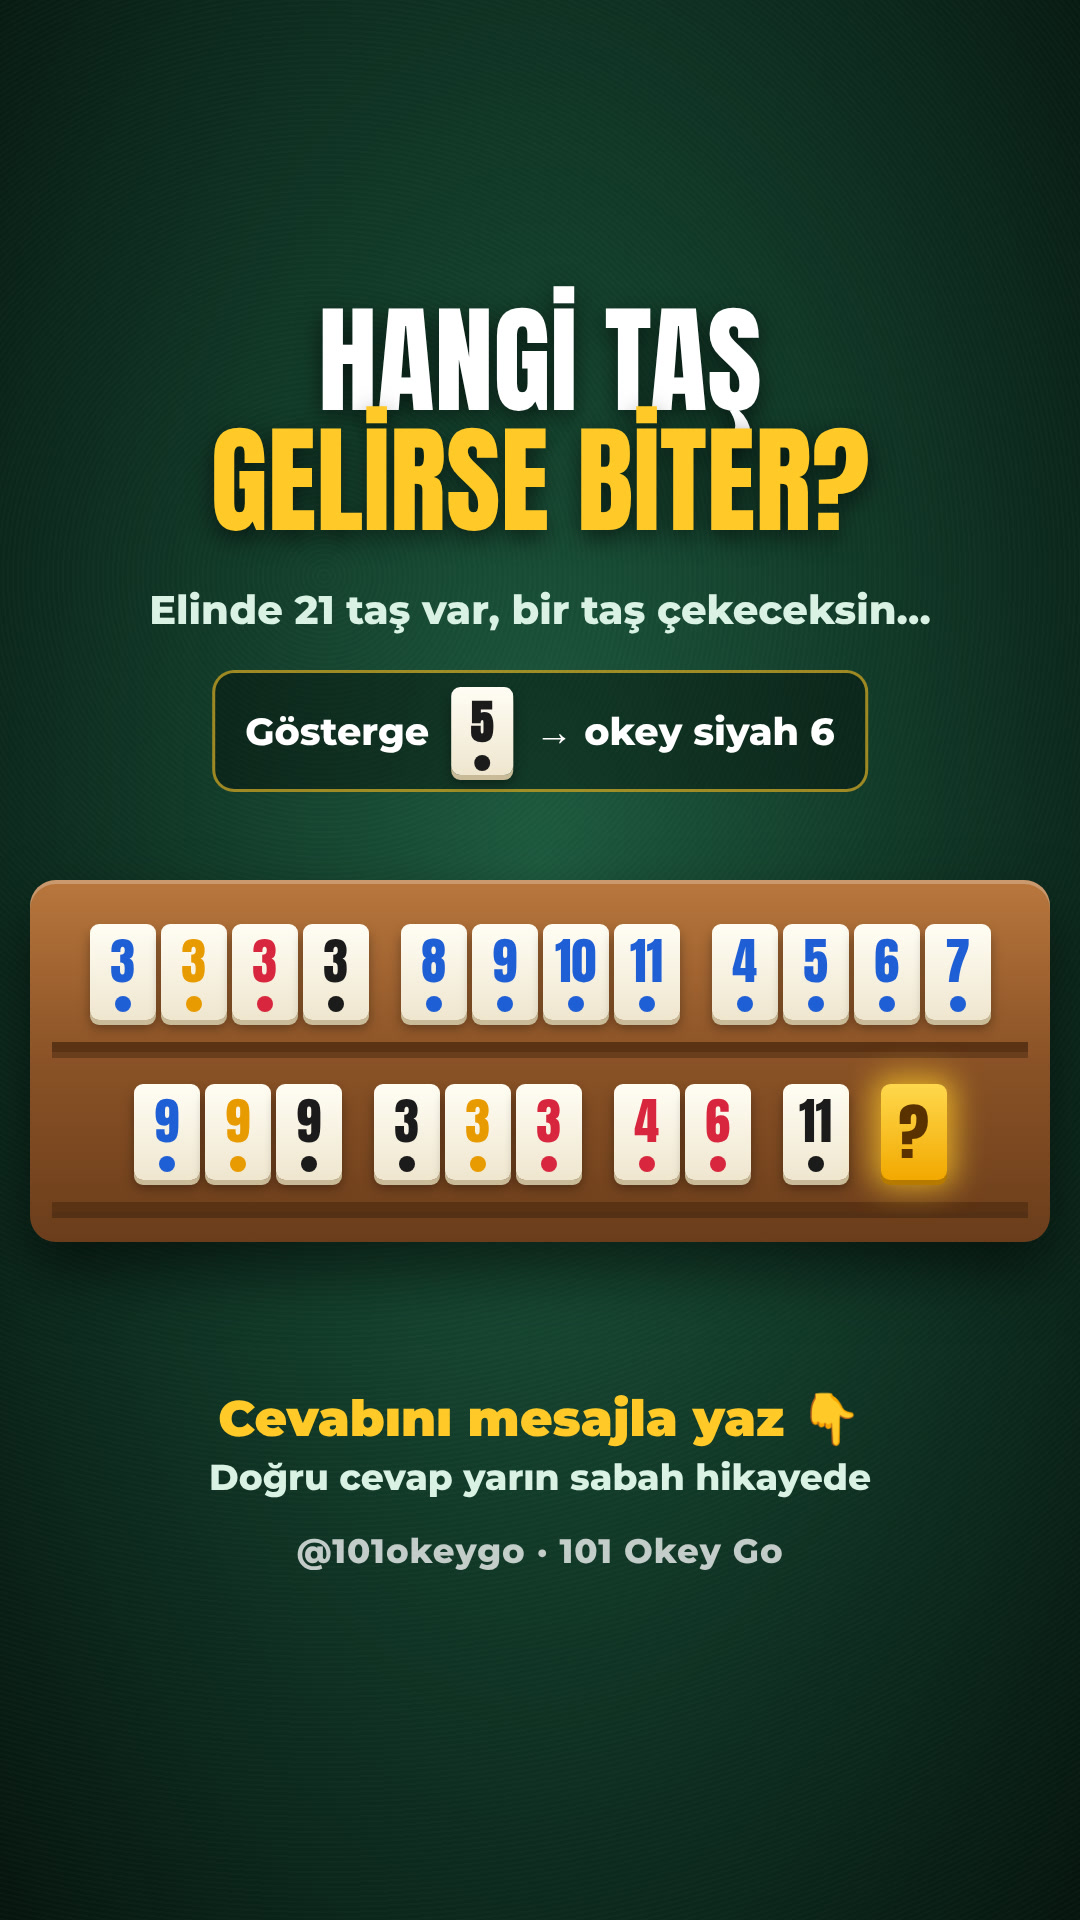 HANGİ TAŞ
GELİRSE BİTER?
Elinde 21 taş var, bir taş çekeceksin...
Gösterge 5 → okey siyah 6
3 3 3 3 8 9 10 11 4 5 6 7
9 9 9 3 3 3 4 6 11 ?
Cevabını mesajla yaz 👇
Doğru cevap yarın sabah hikayede
@101okeygo · 101 Okey Go